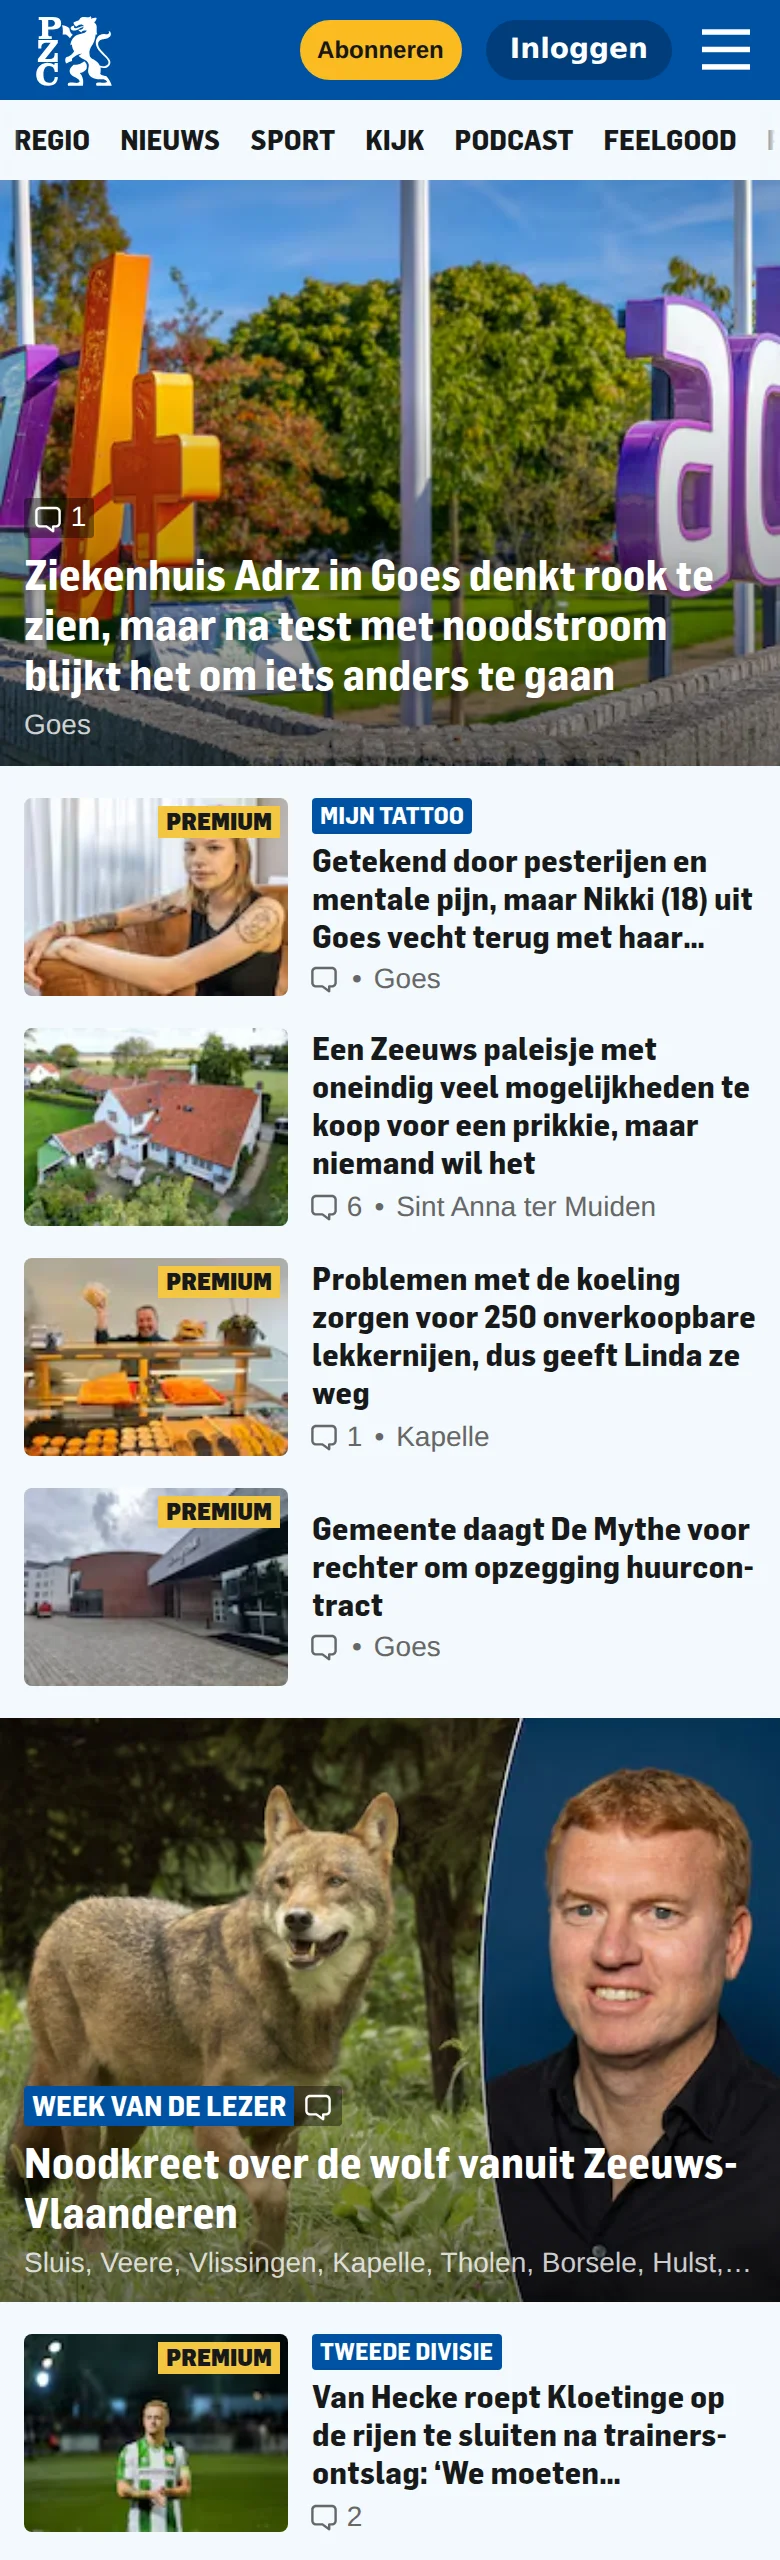 PZC
Abonneren
Inloggen
REGIO NIEUWS SPORT KIJK PODCAST FEELGOOD
1
Ziekenhuis Adrz in Goes denkt rook te
zien, maar na test met noodstroom
blijkt het om iets anders te gaan
Goes
PREMIUM
MIJN TATTOO
Getekend door pesterijen en
mentale pijn, maar Nikki (18) uit
Goes vecht terug met haar...
• Goes
Een Zeeuws paleisje met
oneindig veel mogelijkheden te
koop voor een prikkie, maar
niemand wil het
6 • Sint Anna ter Muiden
PREMIUM
Problemen met de koeling
zorgen voor 250 onverkoopbare
lekkernijen, dus geeft Linda ze
weg
1 • Kapelle
PREMIUM
Gemeente daagt De Mythe voor
rechter om opzegging huurcon-
tract
• Goes
WEEK VAN DE LEZER
Noodkreet over de wolf vanuit Zeeuws-
Vlaanderen
Sluis, Veere, Vlissingen, Kapelle, Tholen, Borsele, Hulst,...
PREMIUM
TWEEDE DIVISIE
Van Hecke roept Kloetinge op
de rijen te sluiten na trainers-
ontslag: ‘We moeten...
2